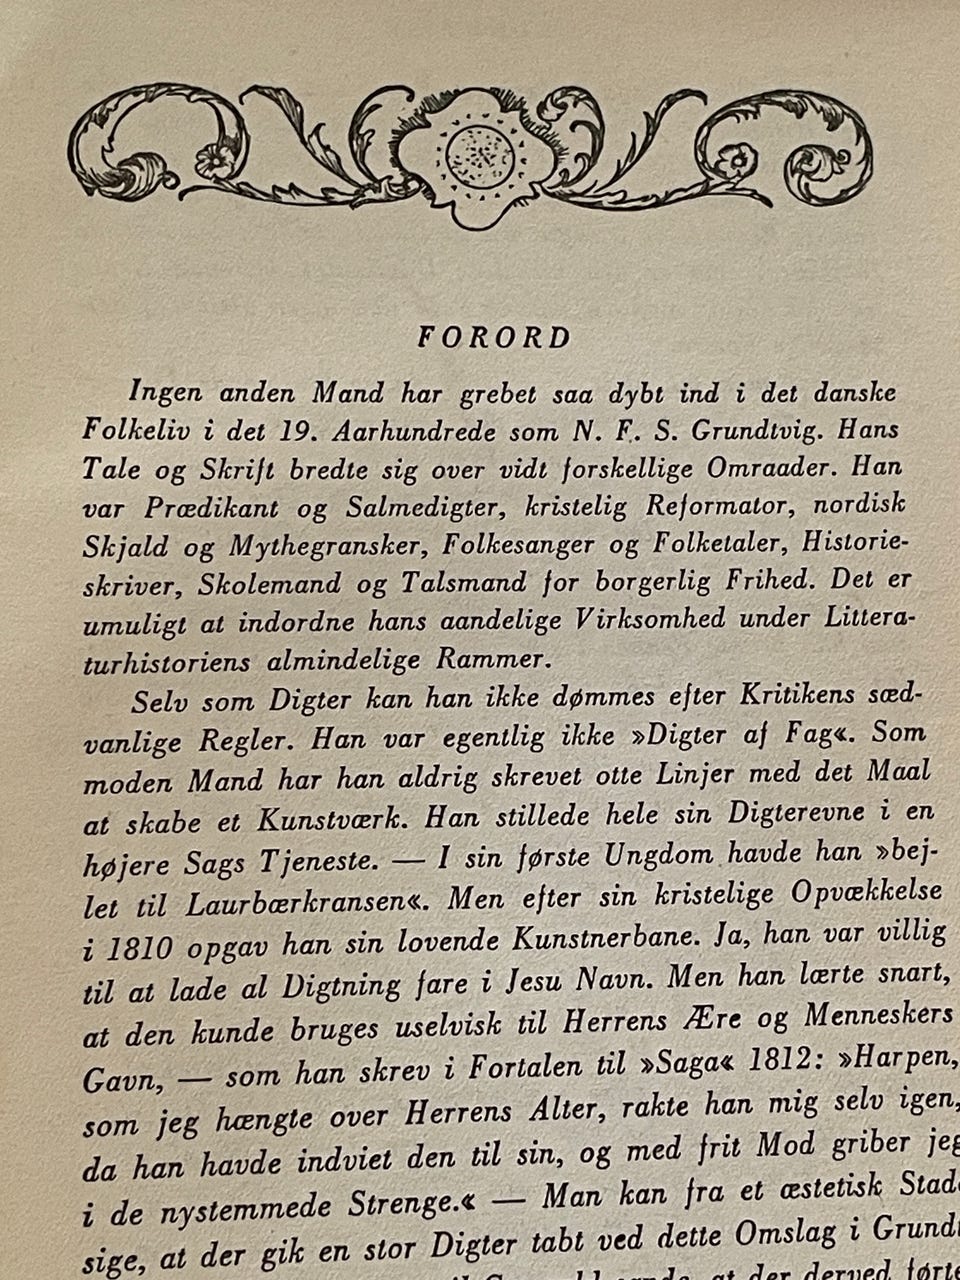 FORORD
Ingen anden Mand har grebet saa dybt ind i det danske
Folkeliv i det 19. Aarhundrede som N. F. S. Grundtvig. Hans
Tale og Skrift bredte sig over vidt forskellige Omraader. Han
var Prædikant og Salmedigter, kristelig Reformator, nordisk
Skjald og Mythegransker, Folkesanger og Folketaler, Historie-
skriver, Skolemand og Talsmand for borgerlig Frihed. Det er
umuligt at indordne hans aandelige Virksomhed under Littera-
turhistoriens almindelige Rammer.
Selv som Digter kan han ikke dømmes efter Kritikens sæd-
vanlige Regler. Han var egentlig ikke »Digter af Fag«. Som
moden Mand har han aldrig skrevet otte Linjer med det Maal
at skabe et Kunstværk. Han stillede hele sin Digterevne i en
højere Sags Tjeneste. — I sin første Ungdom havde han »bej-
let til Laurbærkransen«. Men efter sin kristelige Opvækkelse
i 1810 opgav han sin lovende Kunstnerbane. Ja, han var villig
til at lade al Digtning fare i Jesu Navn. Men han lærte snart,
at den kunde bruges uselvisk til Herrens Ære og Menneskers
Gavn, — som han skrev i Fortalen til »Saga« 1812: »Harpen,
som jeg hængte over Herrens Alter, rakte han mig selv igen,
da han havde indviet den til sin, og med frit Mod griber jeg
i de nystemmede Strenge.« — Man kan fra et æstetisk
sige, at der gik en stor Digter tabt ved dette Omslag i
at der derved